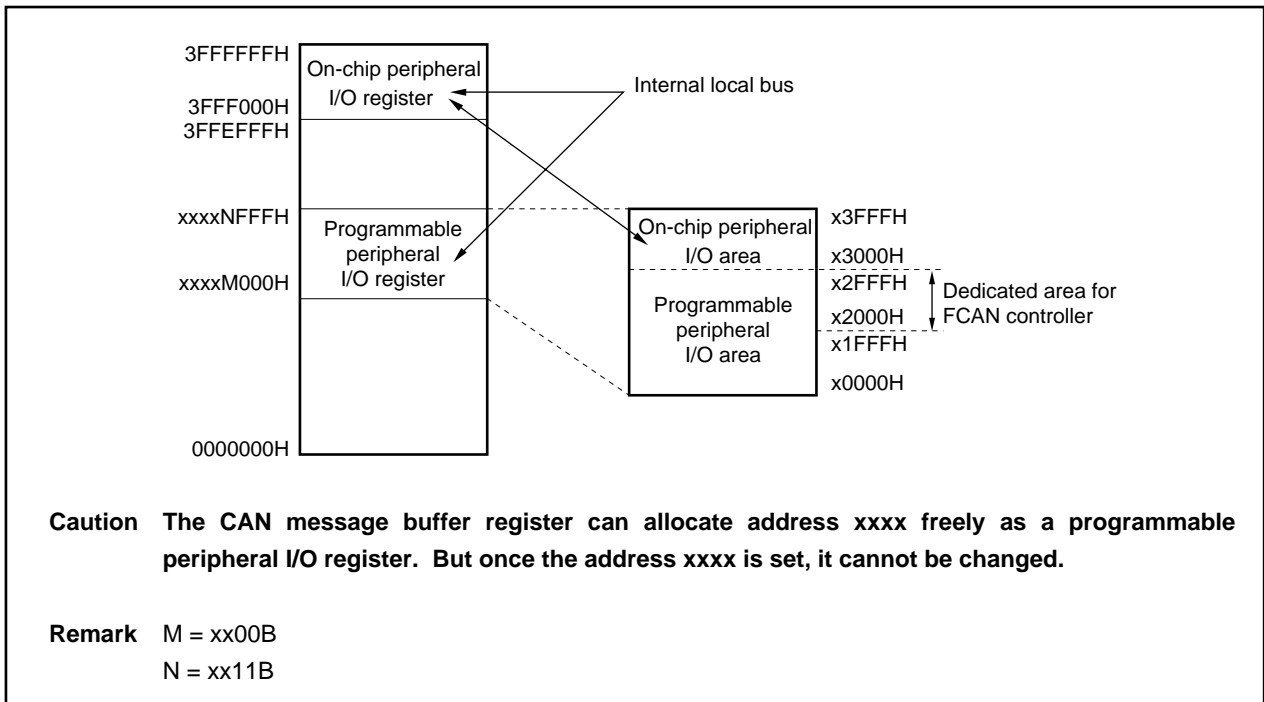 3FFFFFFH
On-chip peripheral
I/O register
3FFF000H
3FFEFFFH
Internal local bus
xxxxNFFFH
Programmable
peripheral
I/O register
xxxxM000H
0000000H
On-chip peripheral
I/O area
x3FFFH
x3000H
x2FFFH
Programmable
peripheral
I/O area
x2000H
x1FFFH
x0000H
Dedicated area for
FCAN controller
Caution The CAN message buffer register can allocate address xxxx freely as a programmable
peripheral I/O register. But once the address xxxx is set, it cannot be changed.
Remark M = xx00B
N = xx11B